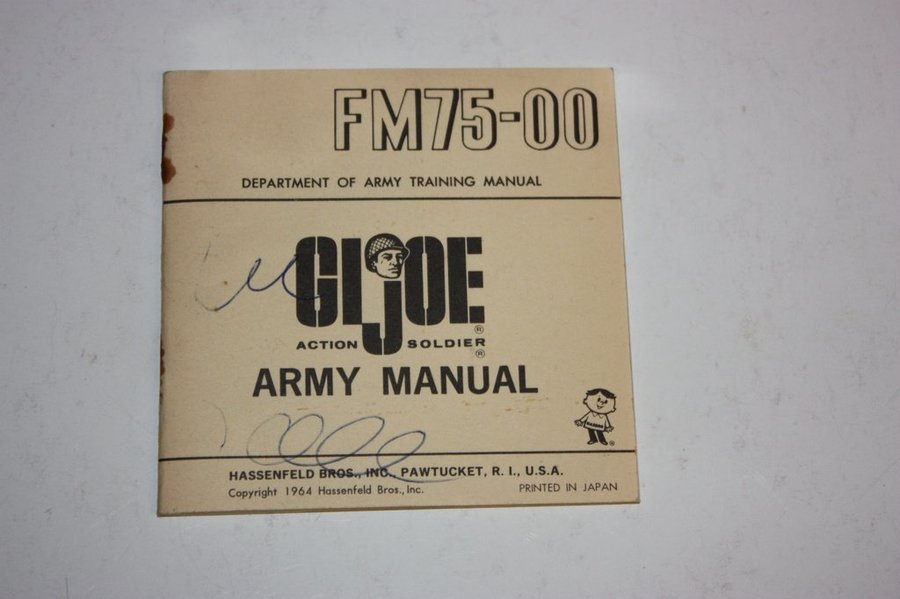 FM75-00
DEPARTMENT OF ARMY TRAINING MANUAL
GI JOE ®
ACTION SOLDIER ®
ARMY MANUAL
HASSENFELD BROS., INC., PAWTUCKET, R. I., U.S.A.
Copyright 1964 Hassenfeld Bros., Inc.
PRINTED IN JAPAN